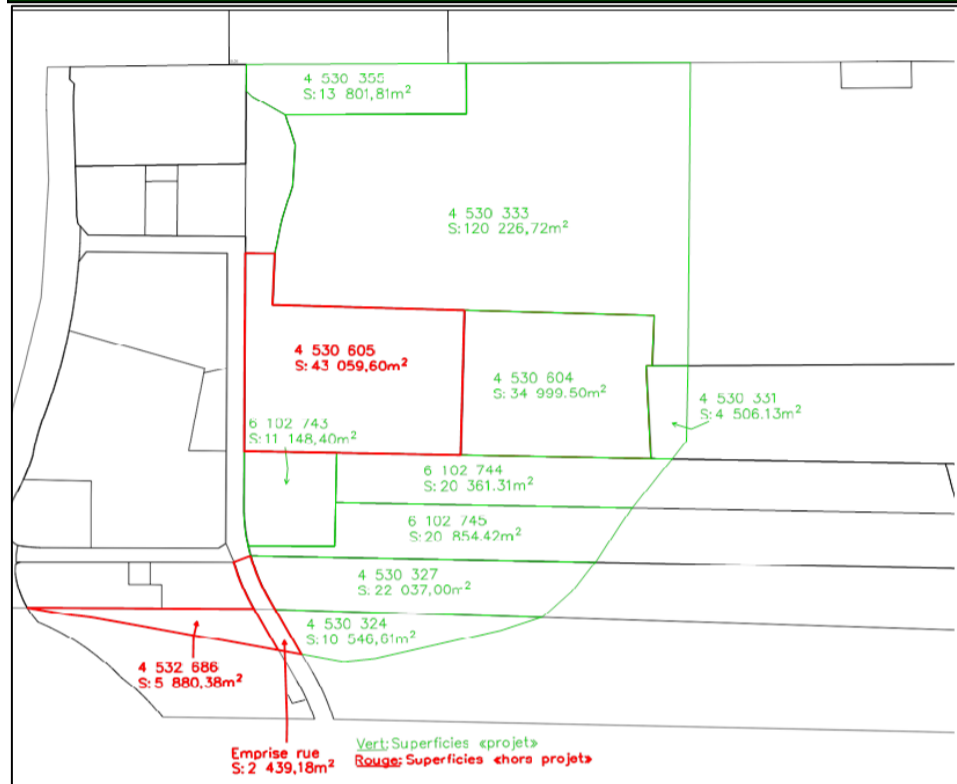 4 530 355
S: 13 801,81m²
4 530 333
S: 120 226,72m²
4 530 605
S: 43 059,60m²
4 530 604
S: 34 999.50m²
4 530 331
S: 4 506.13m²
6 102 743
S: 11 148,40m²
6 102 744
S: 20 361.31m²
6 102 745
S: 20 854.42m²
4 530 327
S: 22 037,00m²
4 530 324
S: 10 546,61m²
4 532 686
S: 5 880,38m²
Emprise rue
S: 2 439,18m²
Vert: Superficies «projet»
Rouge: Superficies «hors projet»